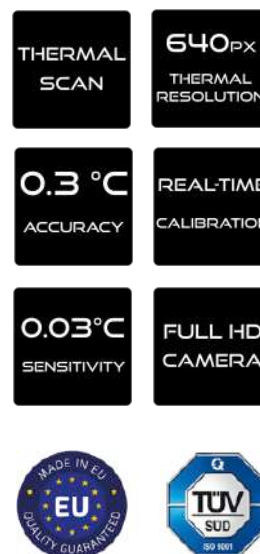 THERMAL
SCAN
640PX
THERMAL
RESOLUTION
0.3 °C
ACCURACY
REAL-TIME
CALIBRATION
0.03°C
SENSITIVITY
FULL HD
CAMERA
MADE IN EU
EU
QUALITY GUARANTEED
Q
TÜV
SÜD
ISO 9001